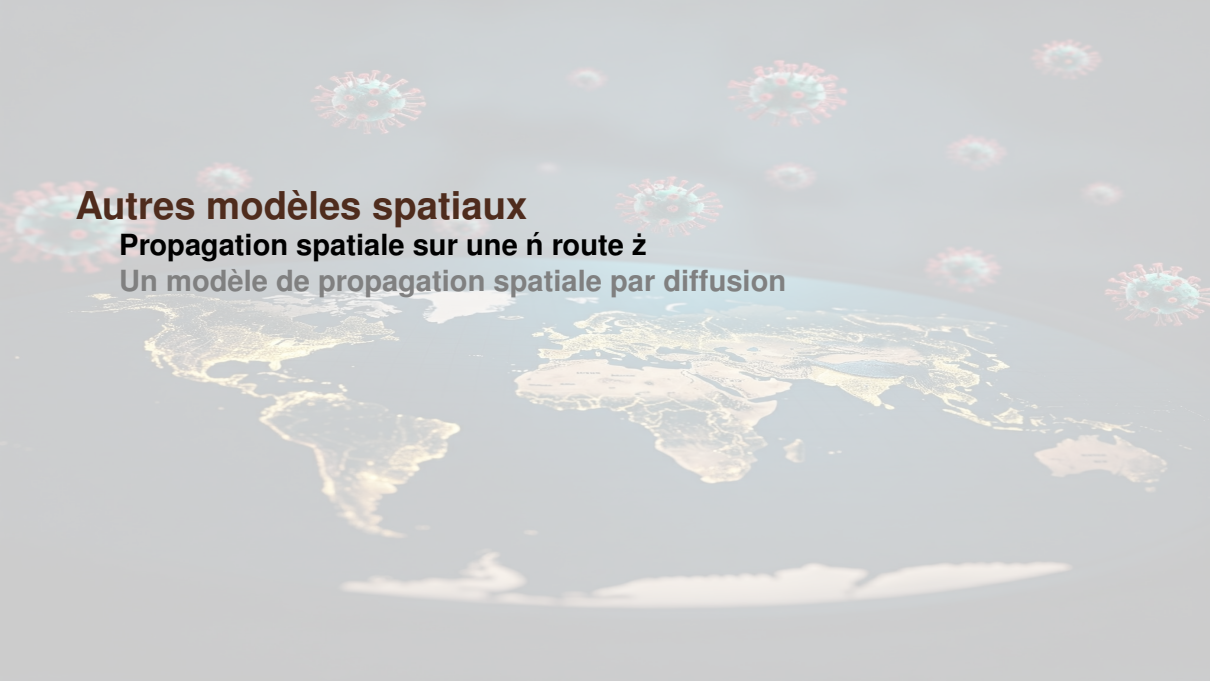 Autres modèles spatiaux
Propagation spatiale sur une ń route ż
Un modèle de propagation spatiale par diffusion